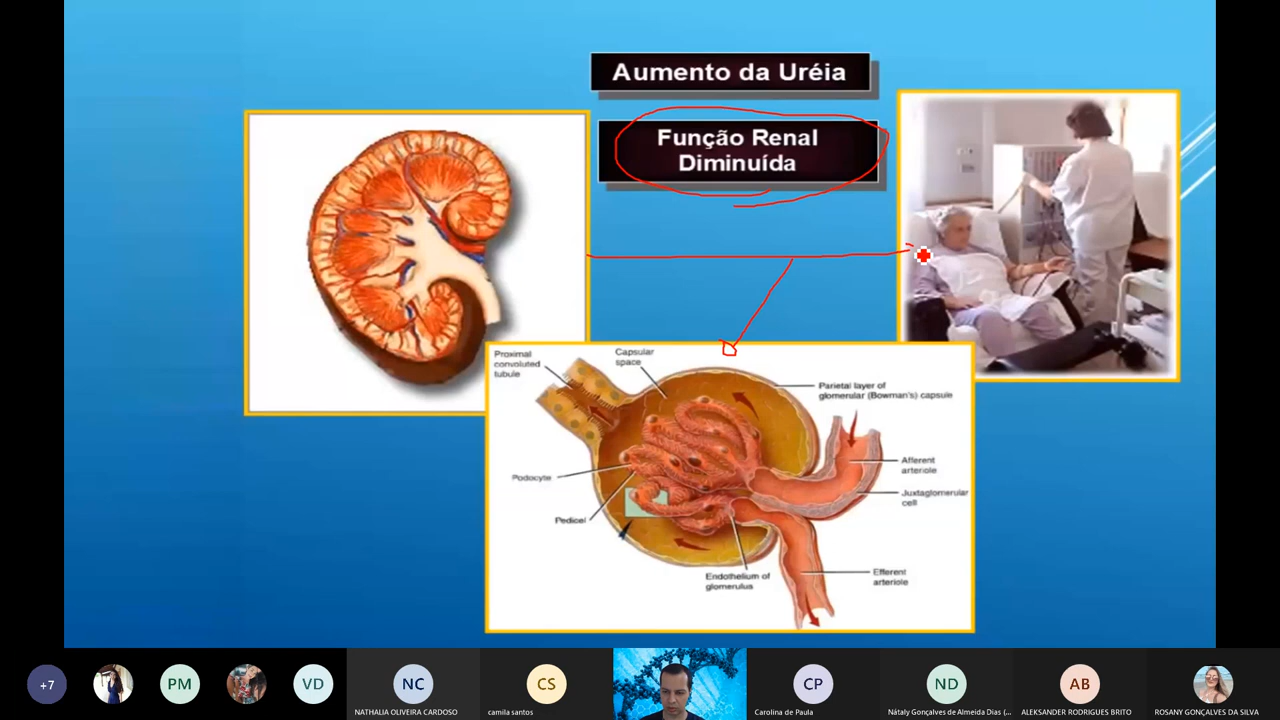 Aumento da Uréia
Função Renal
Diminuída
Proximal
convoluted
tubule
Capsular
space
Parietal layer of
glomerular (Bowman's) capsule
Afferent
arteriole
Podocyte
Juxtaglomerular
cell
Pedicel
Endothelium of
glomerulus
Efferent
arteriole
+7
PM
VD
NC
NATHALIA OLIVEIRA CARDOSO
CS
camila santos
CP
Carolina de Paula
ND
Nátaly Gonçalves de Almeida Dias (...
AB
ALEKSANDER RODRIGUES BRITO
ROSANY GONÇALVES DA SILVA